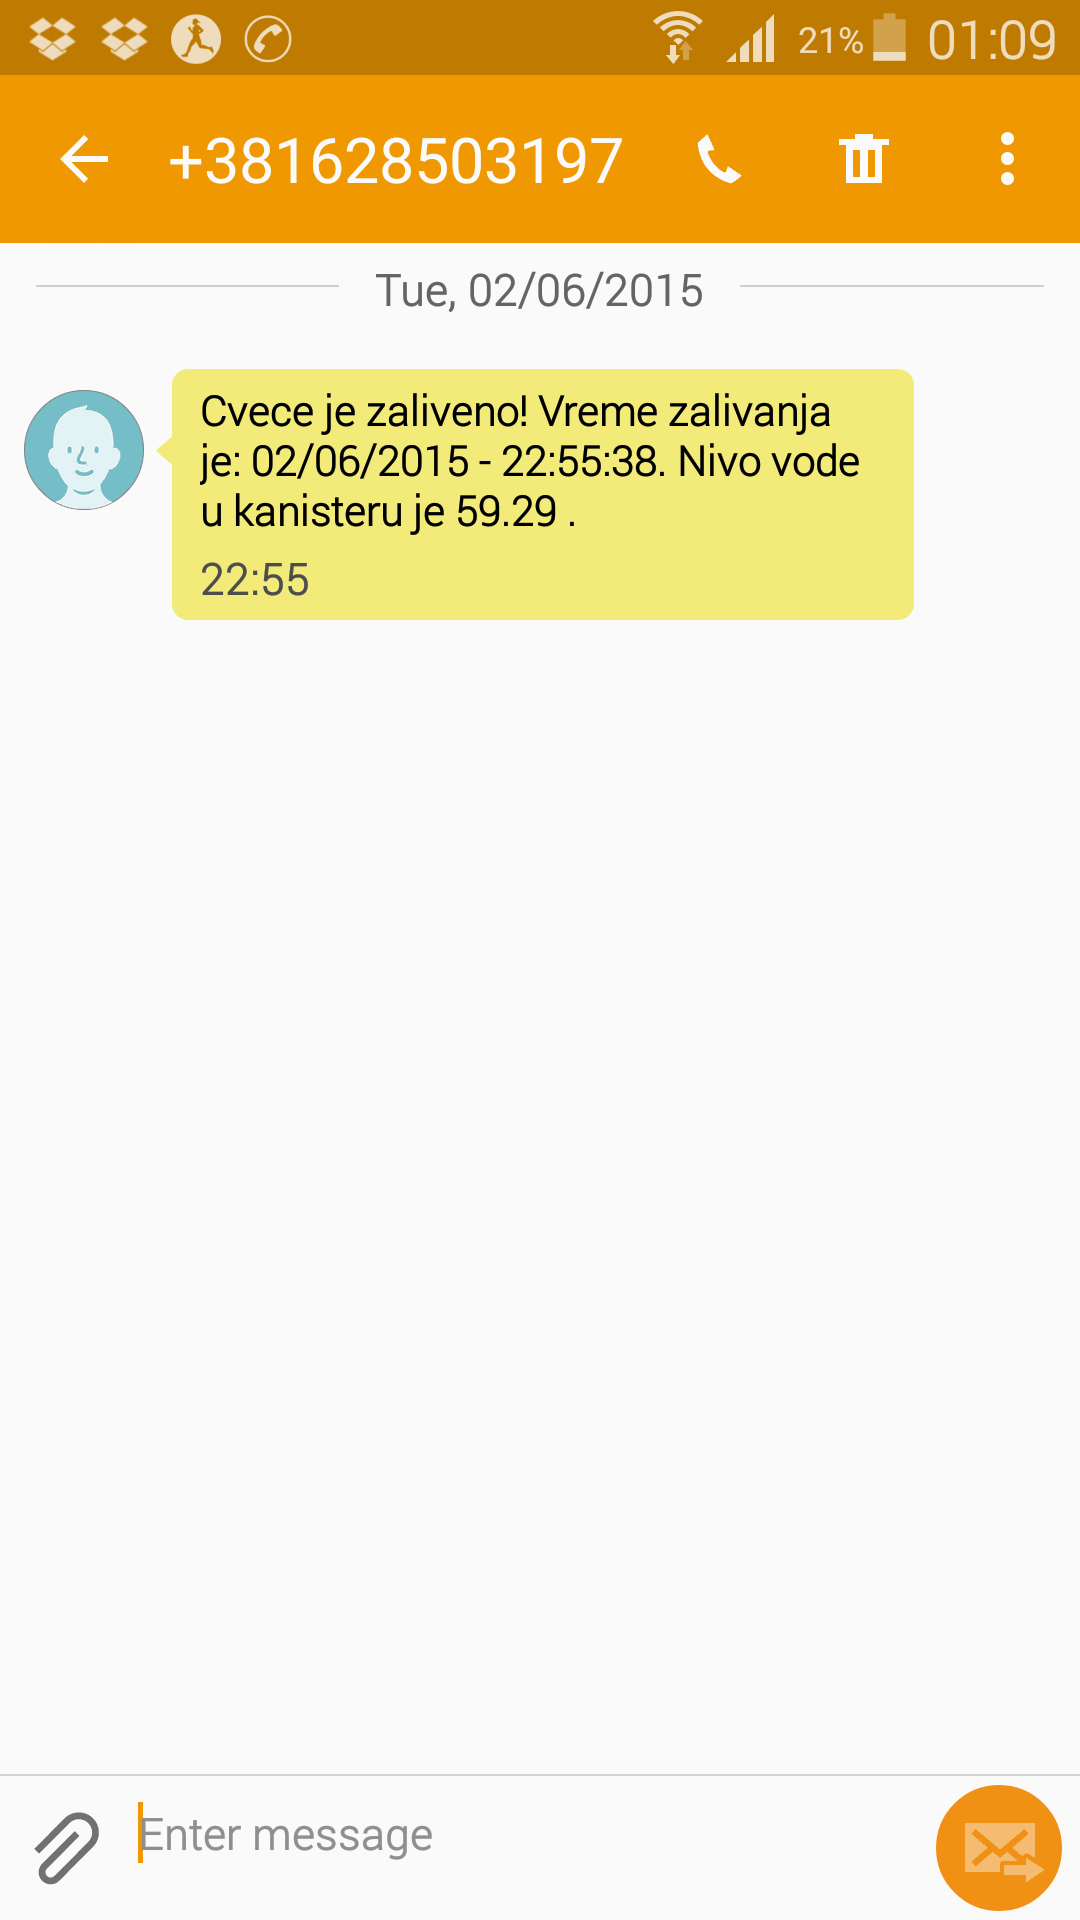 21% 01:09
+381628503197
Tue, 02/06/2015
Cvece je zaliveno! Vreme zalivanja
je: 02/06/2015 - 22:55:38. Nivo vode
u kanisteru je 59.29 .
22:55
Enter message